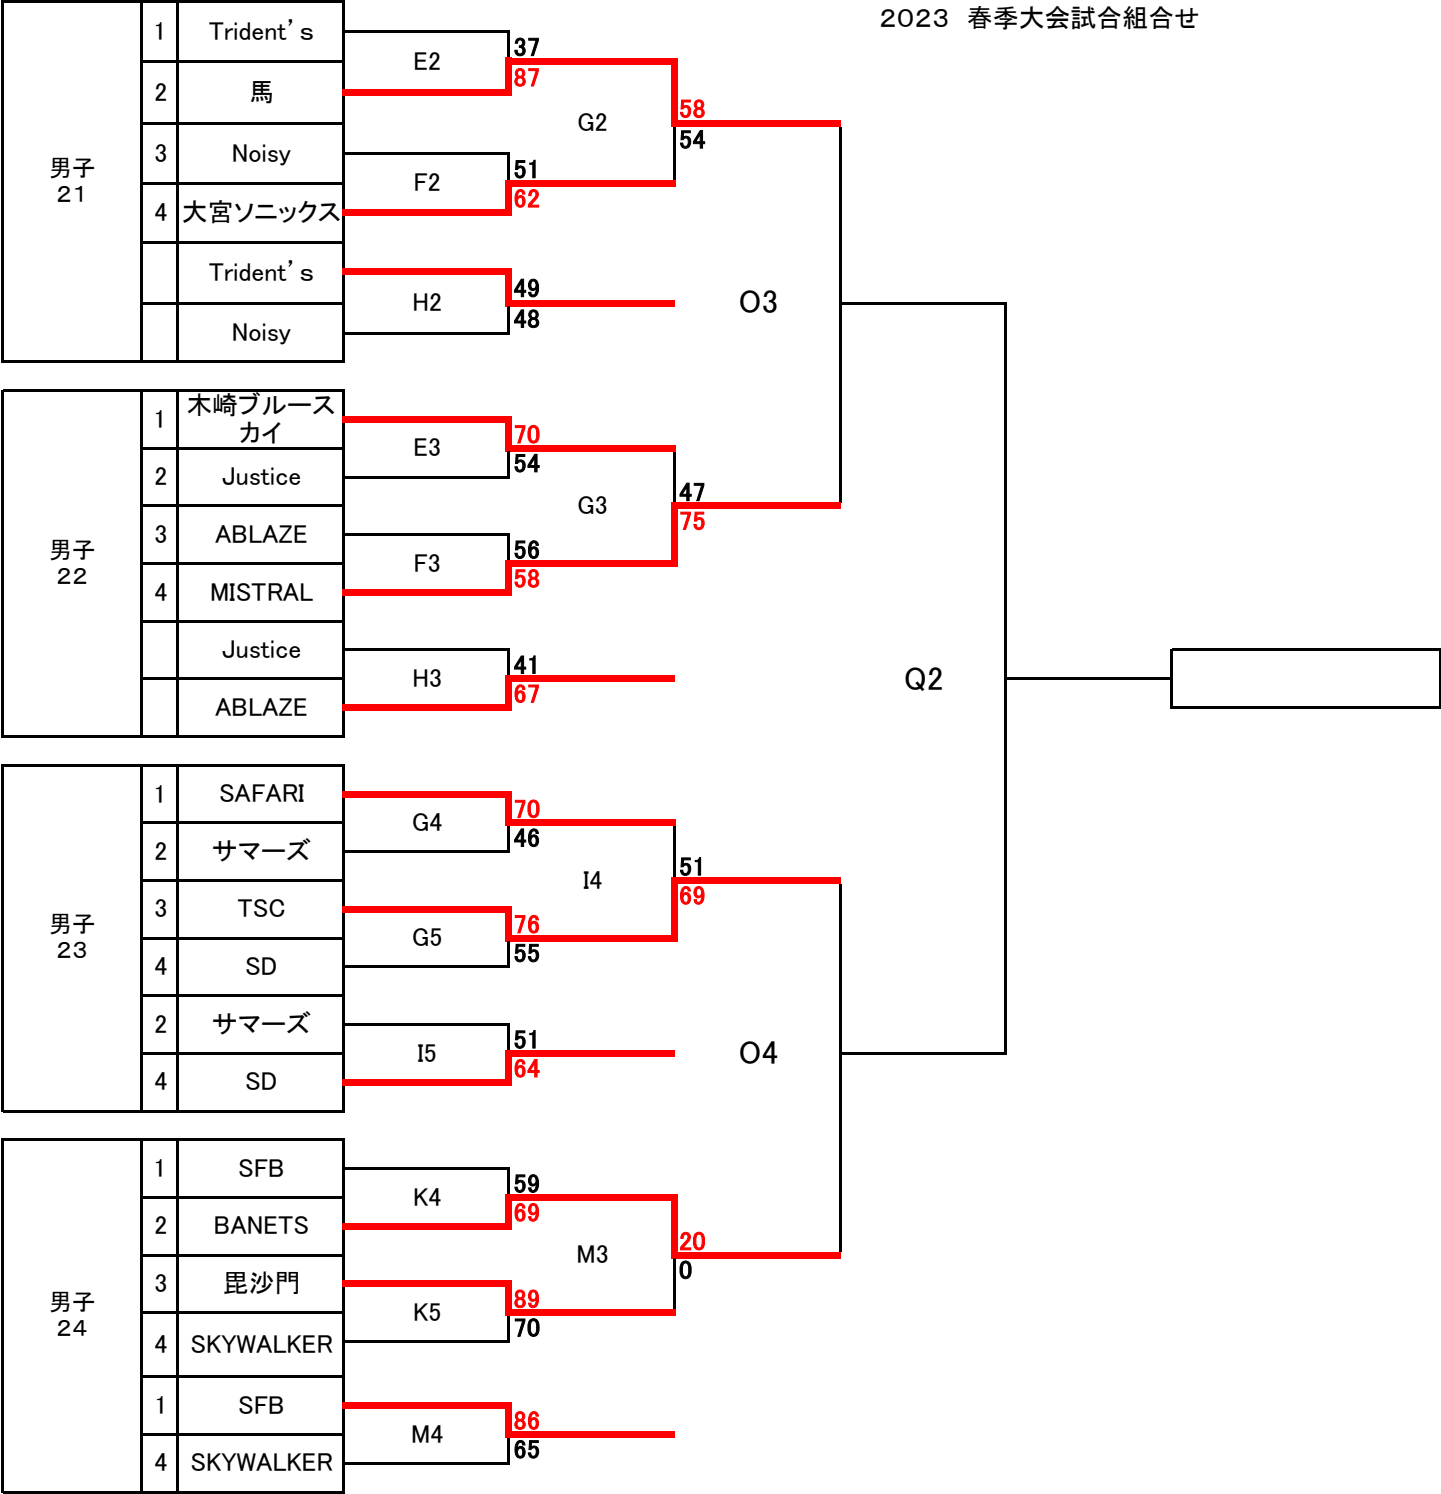 2023 春季大会試合組合せ
男子
21
1 Trident's
2 馬
3 Noisy
4 大宮ソニックス
Trident's
Noisy
E2
37
87
F2
51
62
H2
49
48
G2
58
54
O3
男子
22
1 木崎ブルース
カイ
2 Justice
3 ABLAZE
4 MISTRAL
Justice
ABLAZE
E3
70
54
F3
56
58
H3
41
67
G3
47
75
Q2
男子
23
1 SAFARI
2 サマーズ
3 TSC
4 SD
2 サマーズ
4 SD
G4
70
46
G5
76
55
I5
51
64
I4
51
69
O4
男子
24
1 SFB
2 BANETS
3 毘沙門
4 SKYWALKER
1 SFB
4 SKYWALKER
K4
59
69
K5
89
70
M4
86
65
M3
20
0